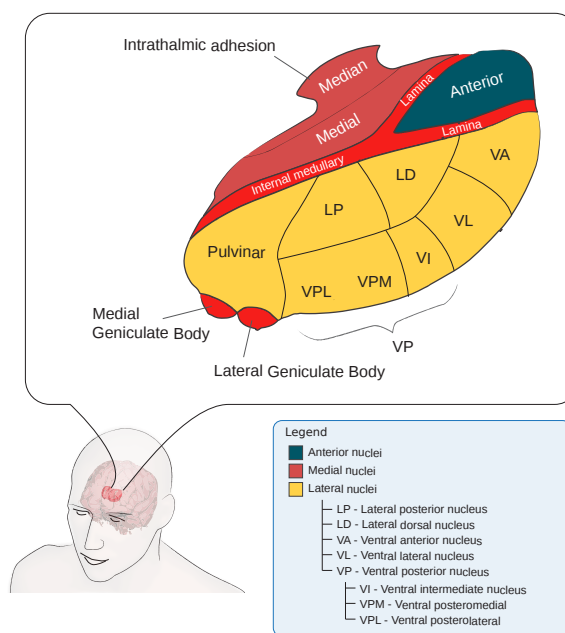 Intrathalmic adhesion
Median
Lamina
Anterior
Medial
Lamina
Internal medullary
VA
LD
LP
VL
Pulvinar
VI
VPM
VPL
Medial
Geniculate Body
VP
Lateral Geniculate Body
Legend
Anterior nuclei
Medial nuclei
Lateral nuclei
LP - Lateral posterior nucleus
LD - Lateral dorsal nucleus
VA - Ventral anterior nucleus
VL - Ventral lateral nucleus
VP - Ventral posterior nucleus
VI - Ventral intermediate nucleus
VPM - Ventral posteromedial
VPL - Ventral posterolateral